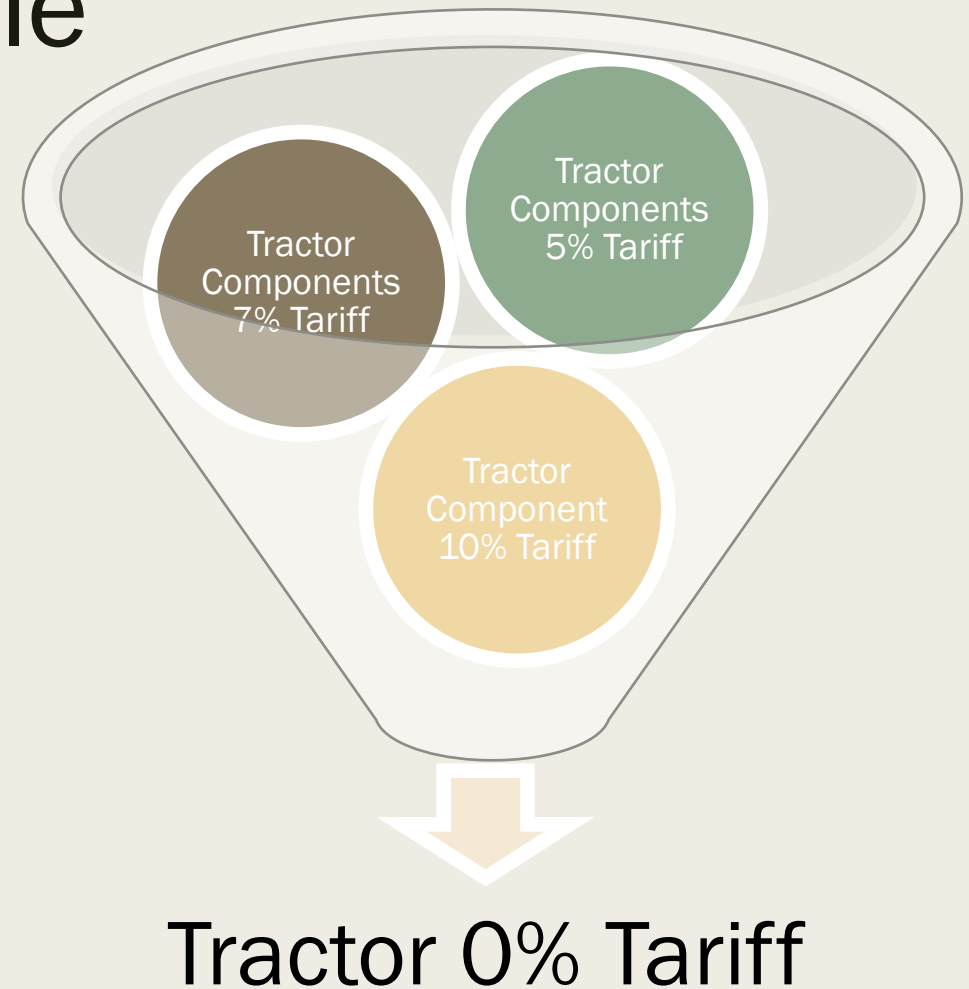 Tractor
Components
5% Tariff
Tractor
Components
7% Tariff
Tractor
Component
10% Tariff
Tractor 0% Tariff